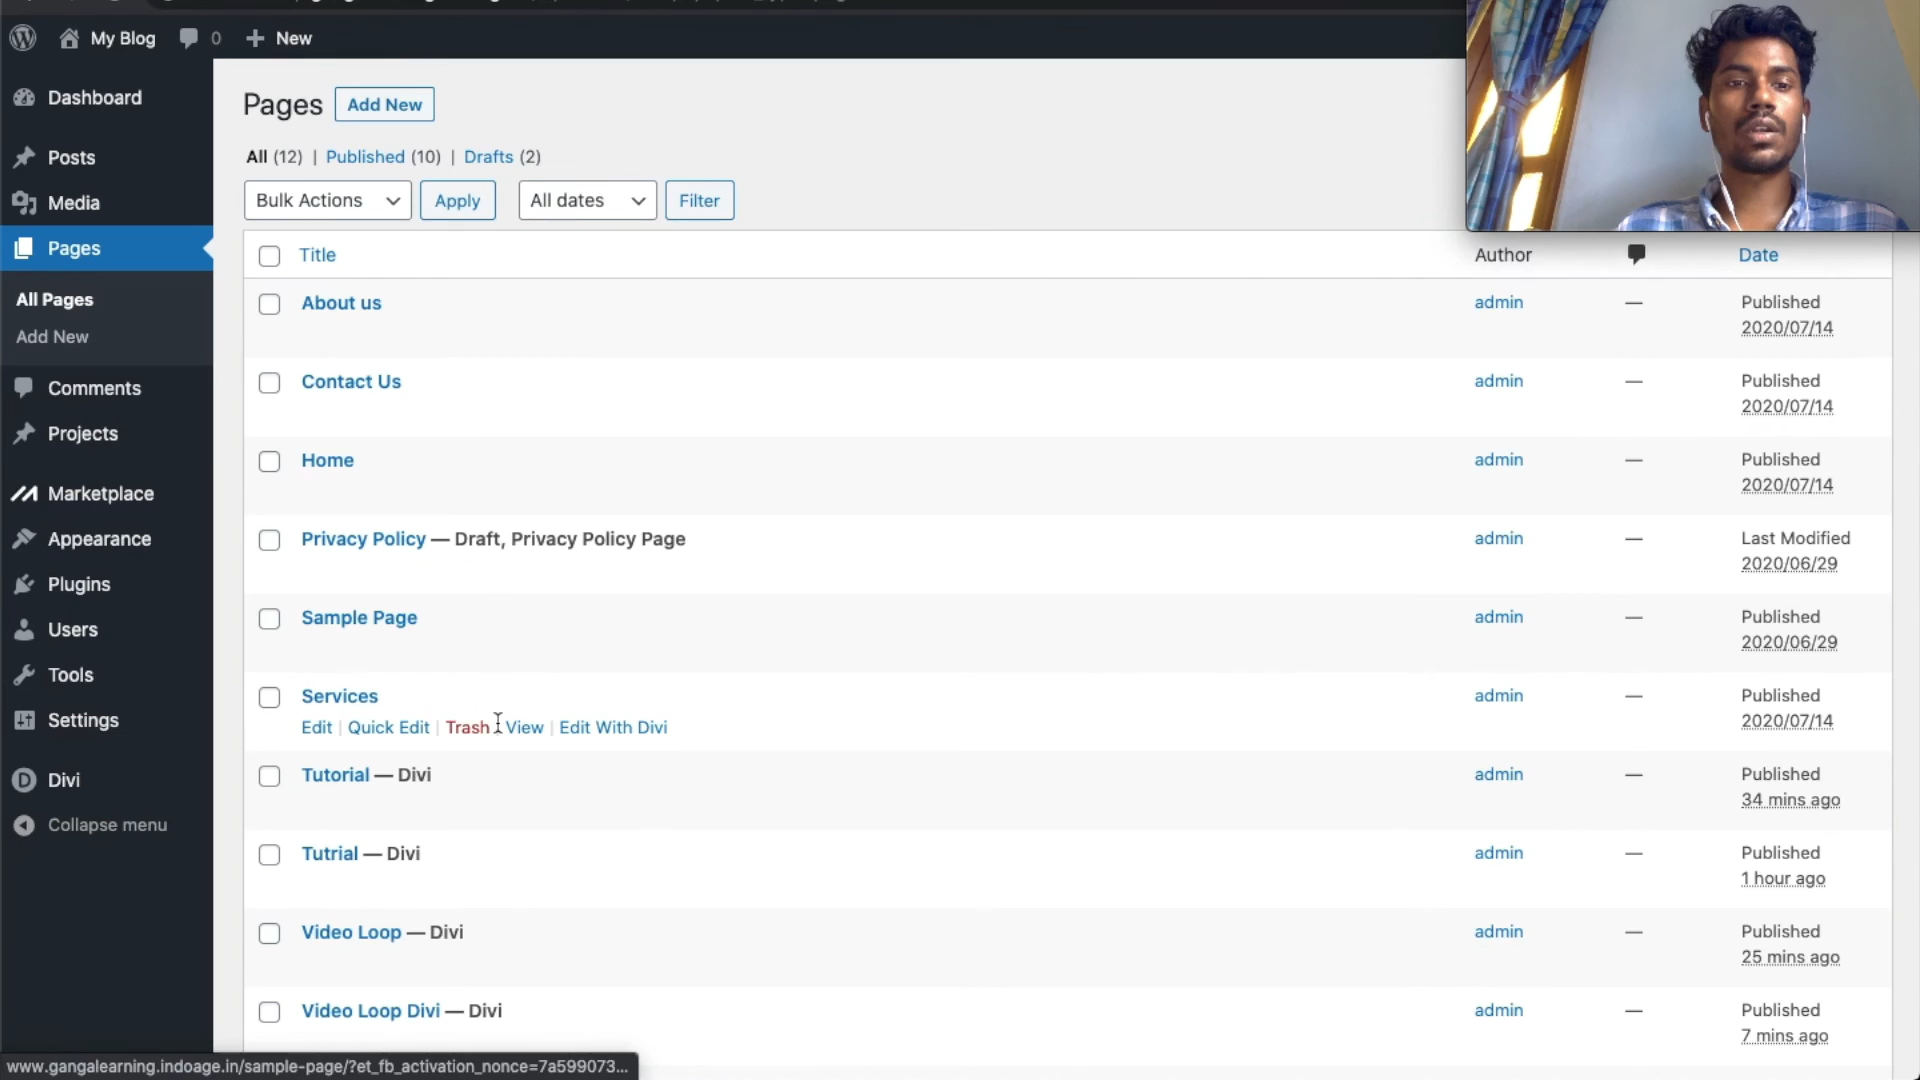 My Blog 0 New
Dashboard
Posts
Media
Pages
All Pages
Add New
Comments
Projects
Marketplace
Appearance
Plugins
Users
Tools
Settings
Divi
Collapse menu
Pages Add New
All (12) | Published (10) | Drafts (2)
Bulk Actions Apply All dates Filter
Title Author Date
About us admin — Published
2020/07/14
Contact Us admin — Published
2020/07/14
Home admin — Published
2020/07/14
Privacy Policy — Draft, Privacy Policy Page admin — Last Modified
2020/06/29
Sample Page admin — Published
2020/06/29
Services admin — Published
2020/07/14
Edit | Quick Edit | Trash View | Edit With Divi
Tutorial — Divi admin — Published
34 mins ago
Tutrial — Divi admin — Published
1 hour ago
Video Loop — Divi admin — Published
25 mins ago
Video Loop Divi — Divi admin — Published
7 mins ago
www.gangalearning.indoage.in/sample-page/?et_fb_activation_nonce=7a599073...